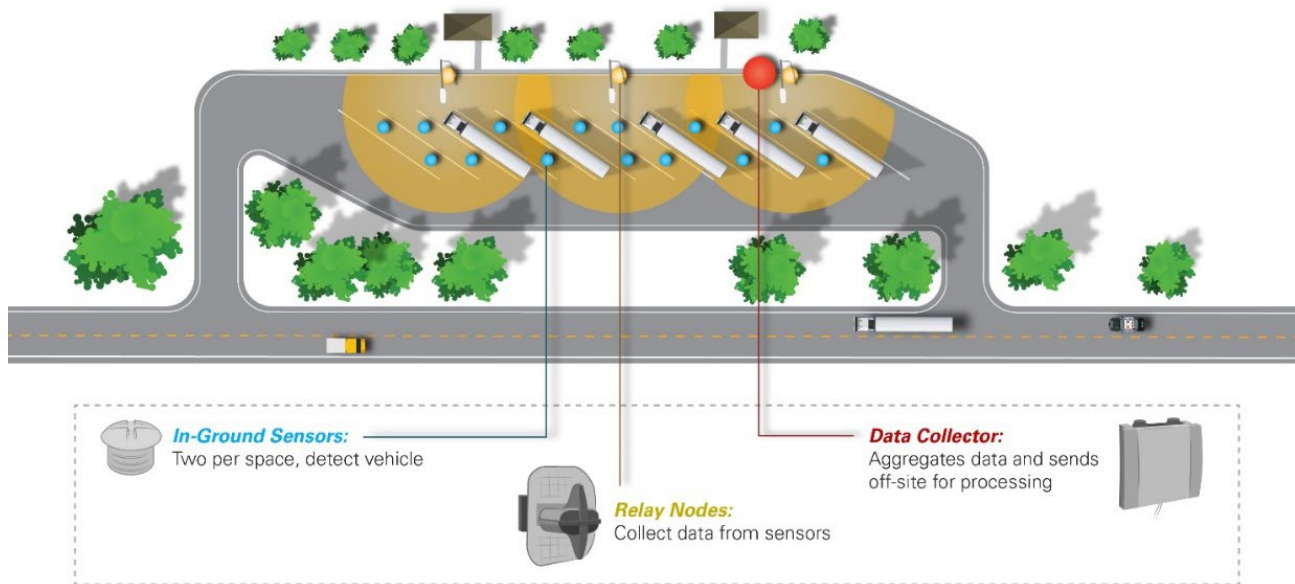 In-Ground Sensors:
Two per space, detect vehicle
Relay Nodes:
Collect data from sensors
Data Collector:
Aggregates data and sends
off-site for processing